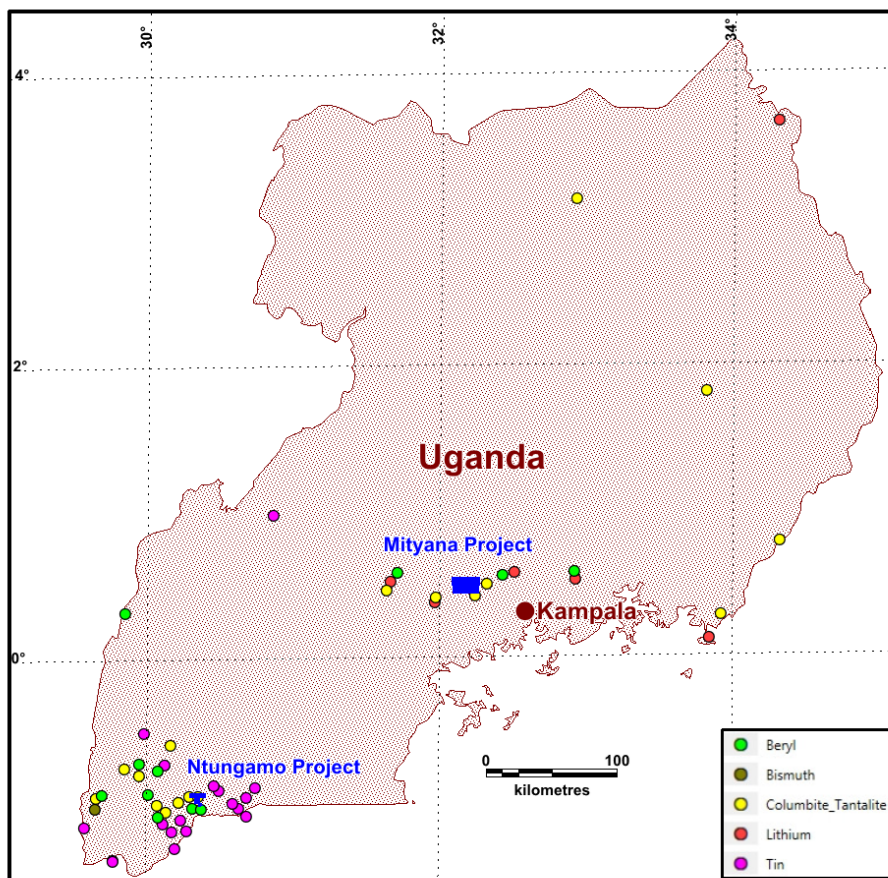 30°
32°
34°
4°
2°
Uganda
Mityana Project
Kampala
0°
Ntungamo Project
0 100
kilometres
Beryl
Bismuth
Columbite_Tantalite
Lithium
Tin